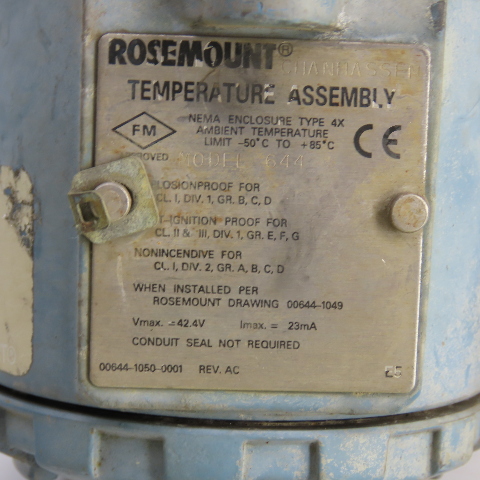 ROSEMOUNT®
CHANHASSEN
TEMPERATURE ASSEMBLY
FM
NEMA ENCLOSURE TYPE 4X
AMBIENT TEMPERATURE
LIMIT -50°C TO +85°C
CE
OVED MODEL 644
LOSIONPROOF FOR
CL. I, DIV. 1, GR. B, C, D
T-IGNITION PROOF FOR
CL. II & III, DIV. 1, GR. E, F, G
NONINCENDIVE FOR
CL. I, DIV. 2, GR. A, B, C, D
WHEN INSTALLED PER
ROSEMOUNT DRAWING 00644-1049
Vmax. =42.4V Imax. = 23mA
CONDUIT SEAL NOT REQUIRED
00644-1050-0001 REV. AC E5